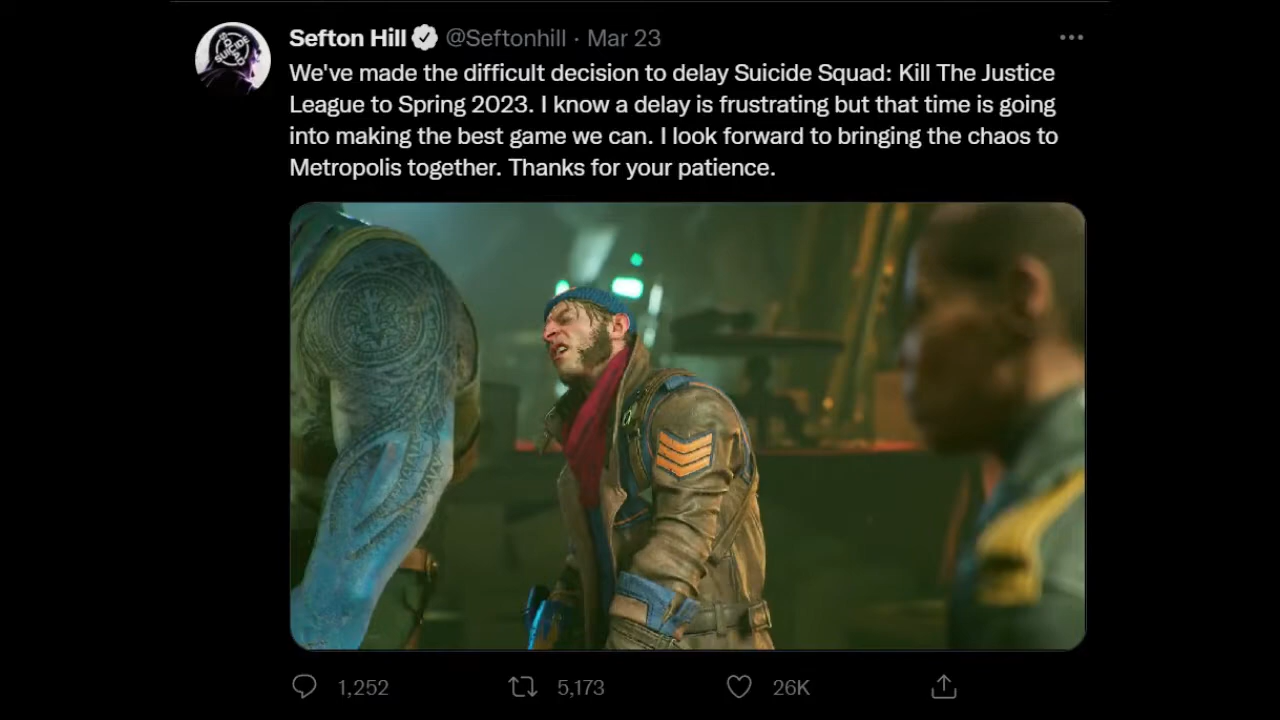 Sefton Hill @Seftonhill · Mar 23
We've made the difficult decision to delay Suicide Squad: Kill The Justice
League to Spring 2023. I know a delay is frustrating but that time is going
into making the best game we can. I look forward to bringing the chaos to
Metropolis together. Thanks for your patience.
1,252 5,173 26K